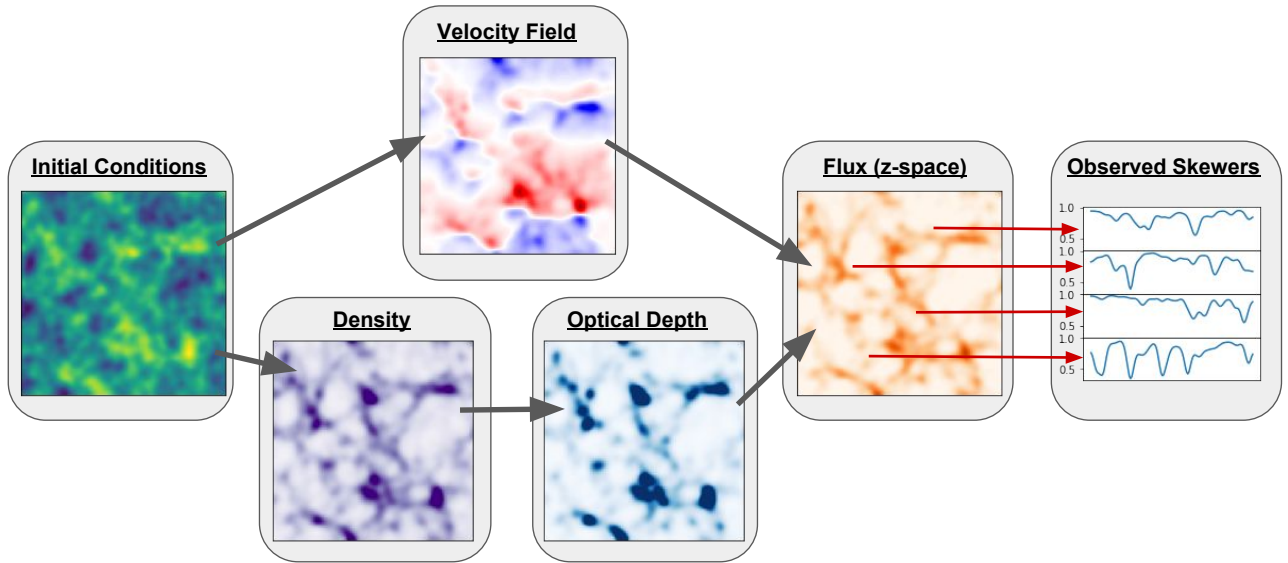 Velocity Field
Initial Conditions
Flux (z-space)
Observed Skewers
Density
Optical Depth
1.0
0.5
1.0
0.5
1.0
0.5
1.0
0.5